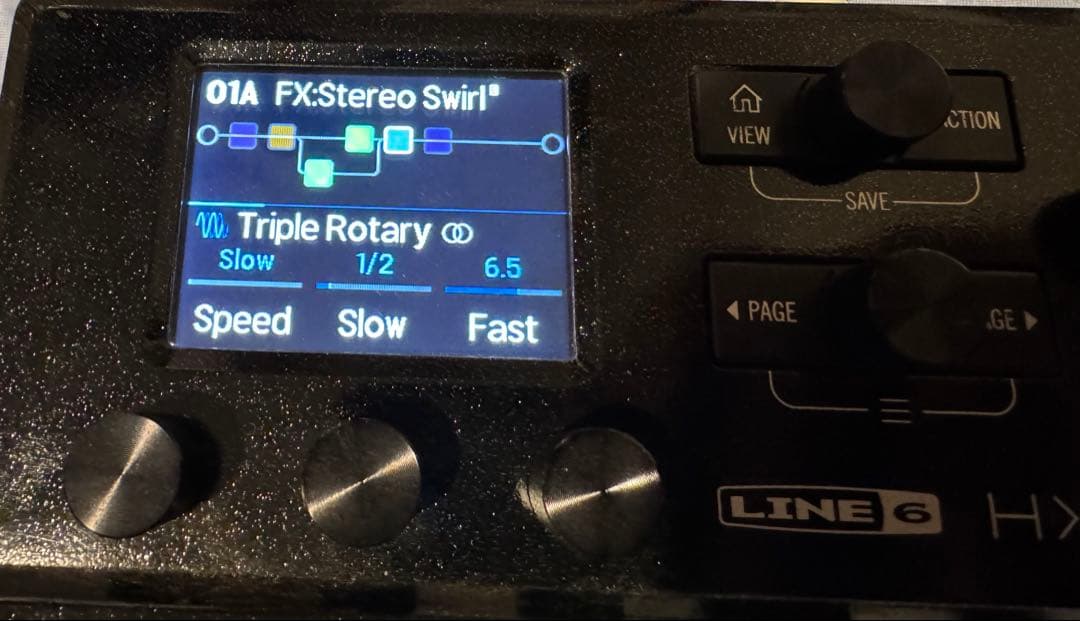 01A FX:Stereo Swirl
Triple Rotary
Slow 1/2 6.5
Speed Slow Fast
VIEW
SAVE
PAGE
LINE 6